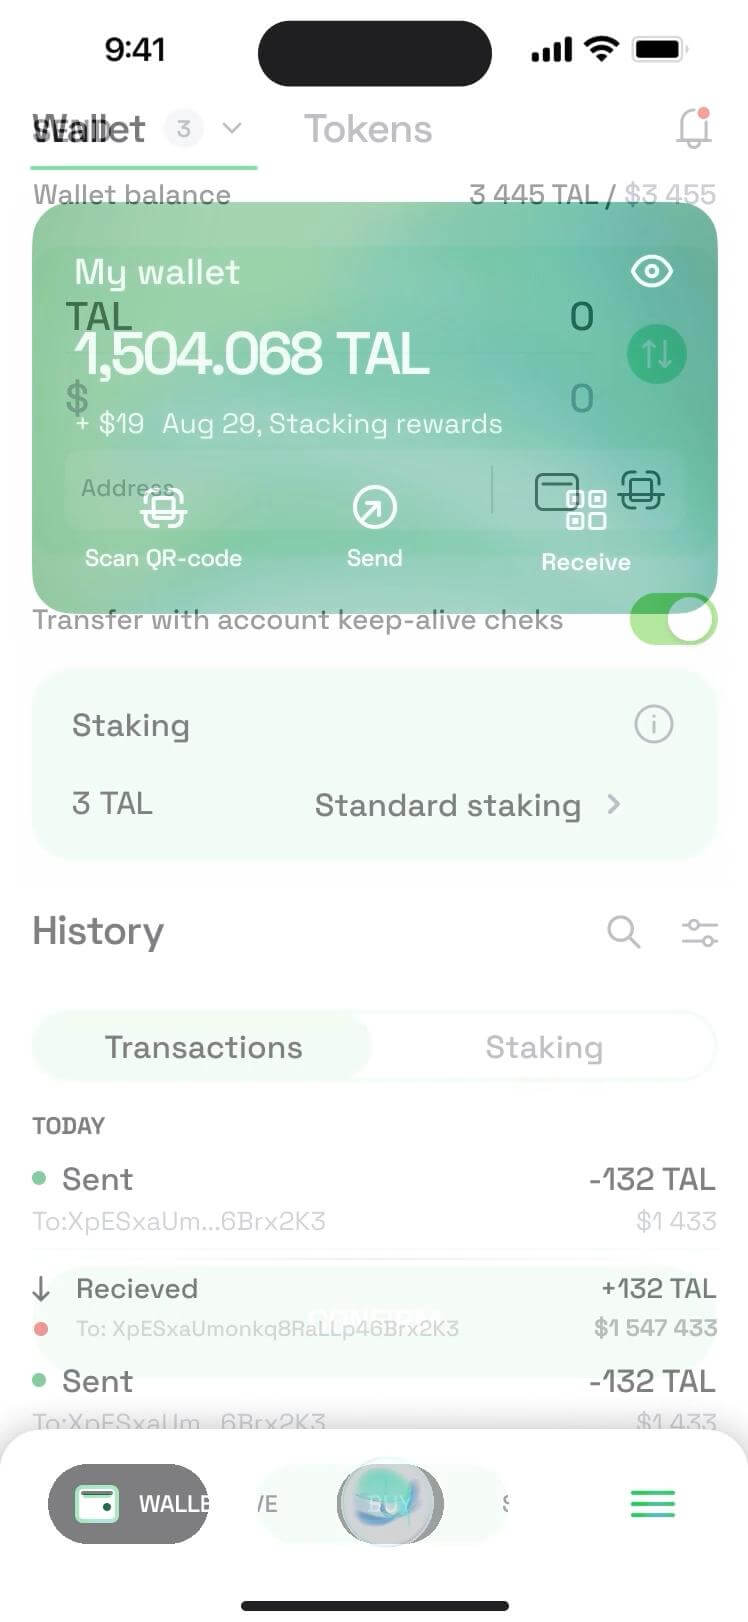 9:41
Wallet 3 Tokens
SEND
Wallet balance 3 445 TAL / $3 455
My wallet
TAL 0
1,504.068 TAL
$ 0
+ $19 Aug 29, Stacking rewards
Address
Scan QR-code Send Receive
Transfer with account keep-alive cheks
Staking
3 TAL Standard staking
History
Transactions Staking
TODAY
Sent -132 TAL
To:XpESxaUm...6Brx2K3 $1 433
Recieved +132 TAL
CONFIRM
To: XpESxaUmonkq8RaLLp46Brx2K3 $1 547 433
Sent -132 TAL
To:XpESxaUm...6Brx2K3 $1 433
WALLE VE BUY S